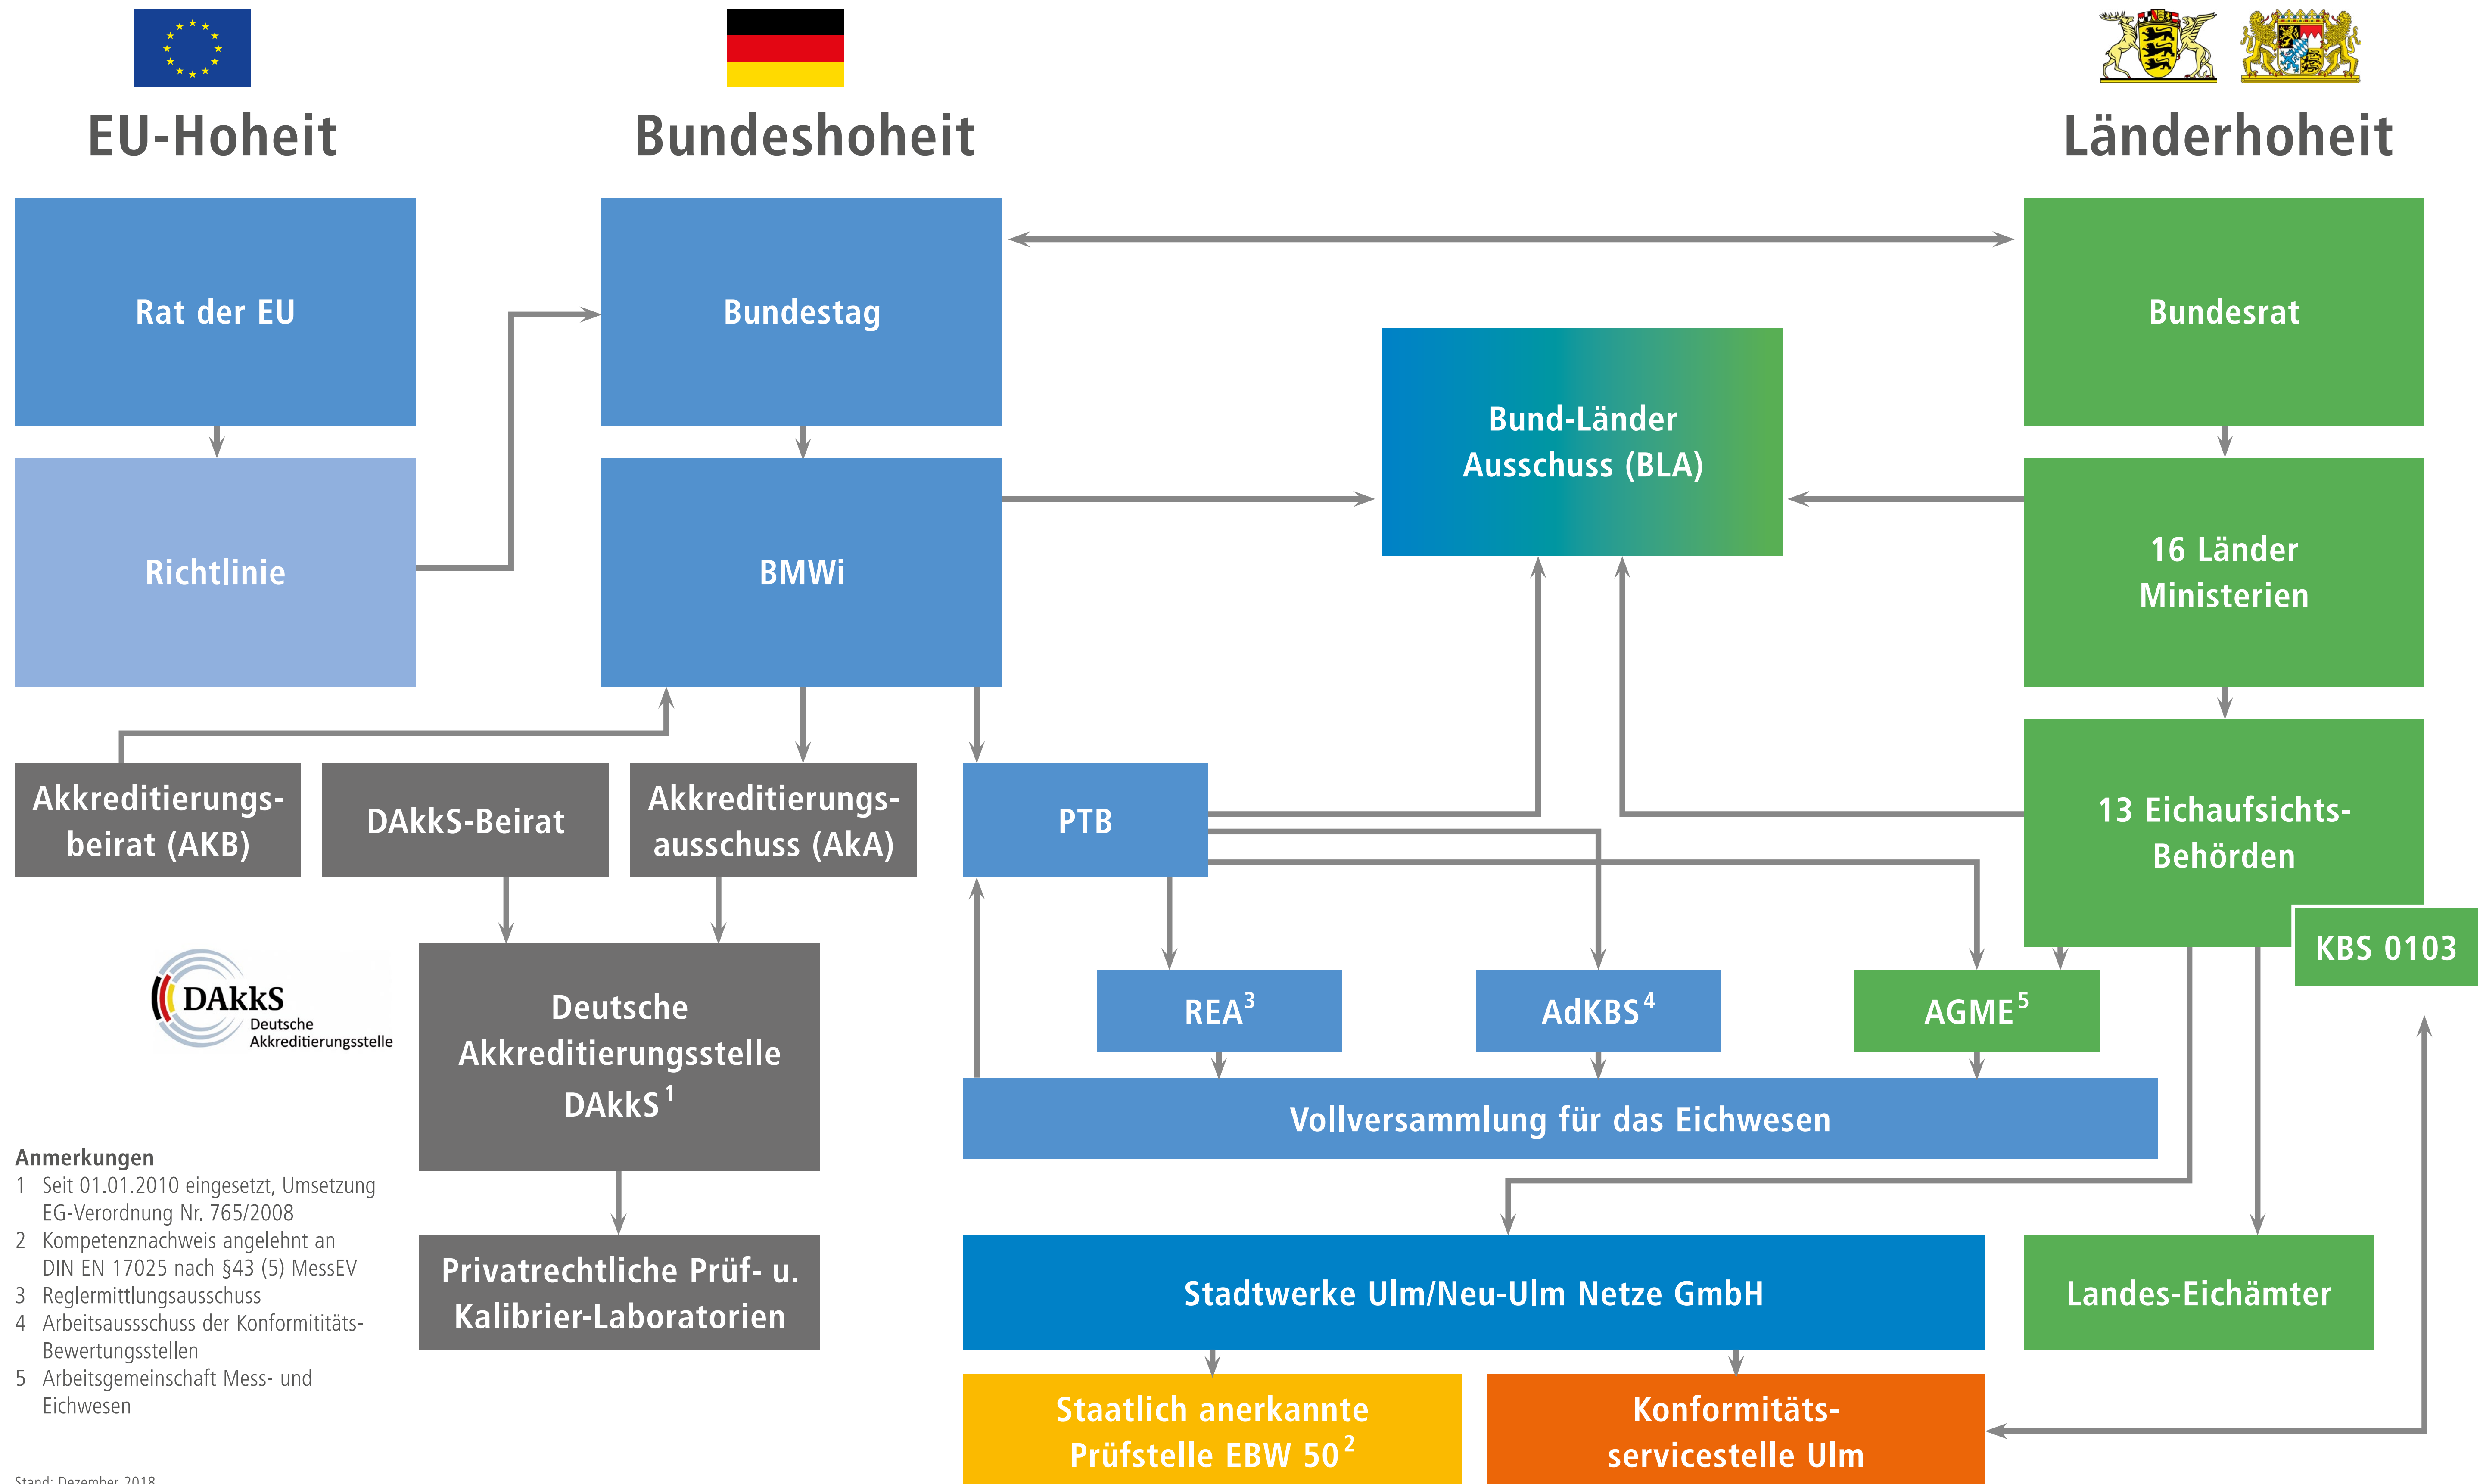 EU-Hoheit
Bundeshoheit
Länderhoheit
Rat der EU
Bundestag
Bundesrat
Bund-Länder
Ausschuss (BLA)
Richtlinie
BMWi
16 Länder
Ministerien
Akkreditierungs-
beirat (AKB)
DAkkS-Beirat
Akkreditierungs-
ausschuss (AkA)
PTB
13 Eichaufsichts-
Behörden
KBS 0103
DAkkS
Deutsche
Akkreditierungsstelle
Deutsche
Akkreditierungsstelle
DAkkS 1
REA 3
AdKBS 4
AGME 5
Vollversammlung für das Eichwesen
Anmerkungen
1 Seit 01.01.2010 eingesetzt, Umsetzung
EG-Verordnung Nr. 765/2008
2 Kompetenznachweis angelehnt an
DIN EN 17025 nach §43 (5) MessEV
3 Reglermittlungsausschuss
4 Arbeitsaussschuss der Konformititäts-
Bewertungsstellen
5 Arbeitsgemeinschaft Mess- und
Eichwesen
Privatrechtliche Prüf- u.
Kalibrier-Laboratorien
Stadtwerke Ulm/Neu-Ulm Netze GmbH
Landes-Eichämter
Staatlich anerkannte
Prüfstelle EBW 50 2
Konformitäts-
servicestelle Ulm
Stand: Dezember 2018